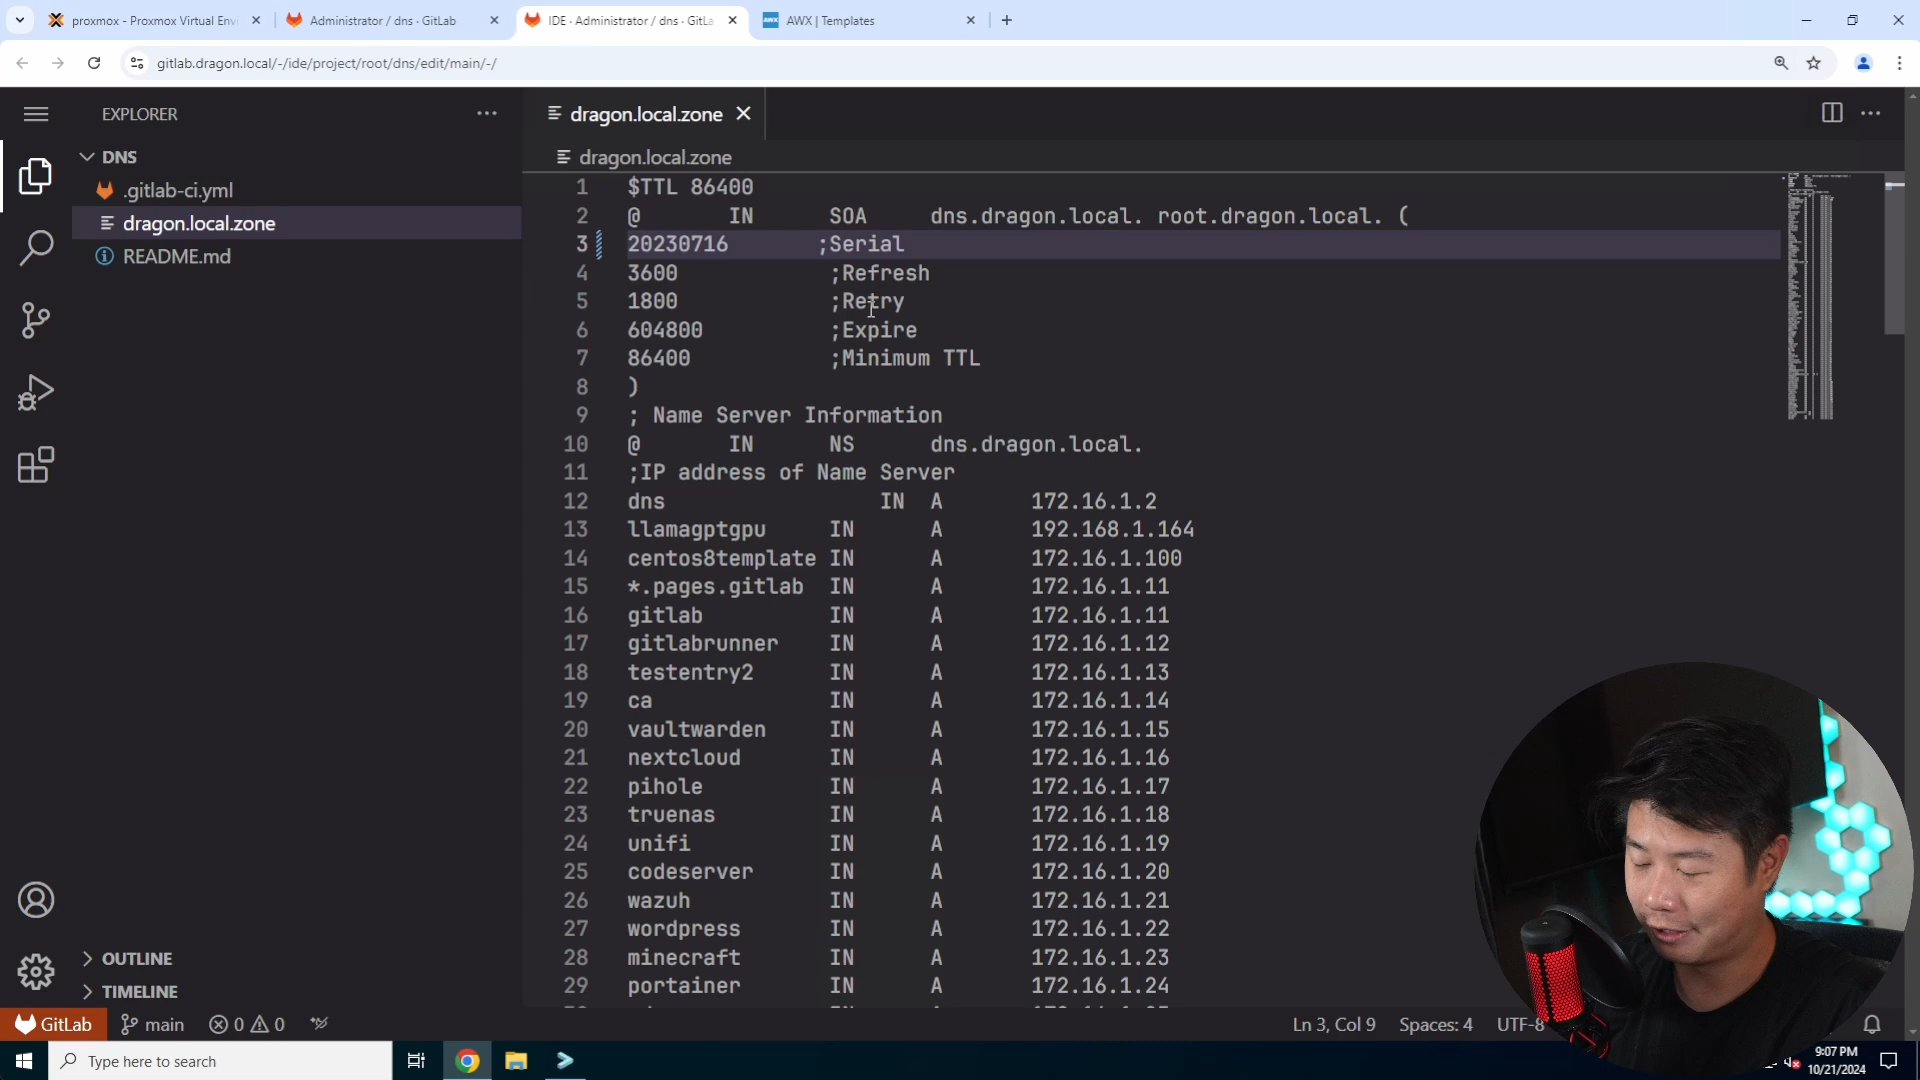 proxmox - Proxmox Virtual Env
Administrator / dns · GitLab
IDE · Administrator / dns · GitLa
AWX | Templates
gitlab.dragon.local/-/ide/project/root/dns/edit/main/-/
EXPLORER
DNS
.gitlab-ci.yml
dragon.local.zone
README.md
OUTLINE
TIMELINE
dragon.local.zone
dragon.local.zone
1 $TTL 86400
2 @ IN SOA dns.dragon.local. root.dragon.local. (
3 20230716 ;Serial
4 3600 ;Refresh
5 1800 ;Retry
6 604800 ;Expire
7 86400 ;Minimum TTL
8 )
9 ; Name Server Information
10 @ IN NS dns.dragon.local.
11 ;IP address of Name Server
12 dns IN A 172.16.1.2
13 llamagptgpu IN A 192.168.1.164
14 centos8template IN A 172.16.1.100
15 *.pages.gitlab IN A 172.16.1.11
16 gitlab IN A 172.16.1.11
17 gitlabrunner IN A 172.16.1.12
18 testentry2 IN A 172.16.1.13
19 ca IN A 172.16.1.14
20 vaultwarden IN A 172.16.1.15
21 nextcloud IN A 172.16.1.16
22 pihole IN A 172.16.1.17
23 truenas IN A 172.16.1.18
24 unifi IN A 172.16.1.19
25 codeserver IN A 172.16.1.20
26 wazuh IN A 172.16.1.21
27 wordpress IN A 172.16.1.22
28 minecraft IN A 172.16.1.23
29 portainer IN A 172.16.1.24
GitLab main 0 0 Ln 3, Col 9 Spaces: 4 UTF-8
Type here to search
9:07 PM
10/21/2024